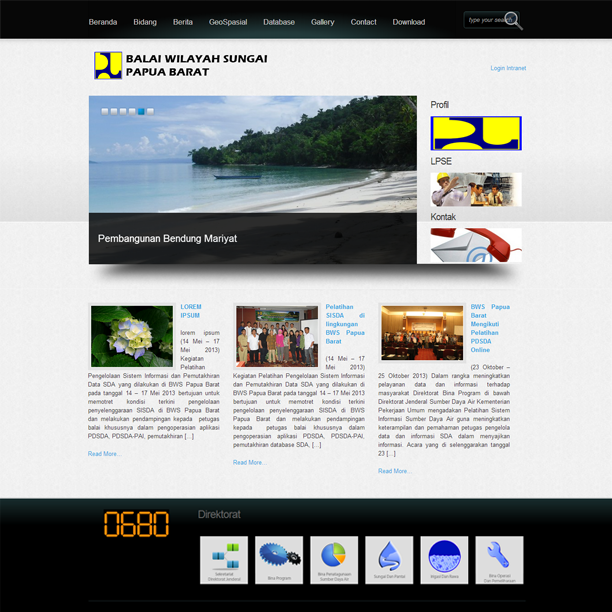 Beranda Bidang Berita GeoSpasial Database Gallery Contact Download
type your search
BALAI WILAYAH SUNGAI
PAPUA BARAT
Login Intranet
Pembangunan Bendung Mariyat
Profil
LPSE
Kontak
LOREM
IPSUM
lorem ipsum
(14 Mei – 17
Mei 2013)
Kegiatan
Pelatihan
Pengelolaan Sistem Informasi dan Pemutakhiran
Data SDA yang dilakukan di BWS Papua Barat
pada tanggal 14 – 17 Mei 2013 bertujuan untuk
memotret kondisi terkini pengelolaan
penyelenggaraan SISDA di BWS Papua Barat
dan melakukan pendampingan kepada petugas
balai khususnya dalam pengoperasian aplikasi
PDSDA, PDSDA-PAI, pemutakhiran [...]
Read More...
Pelatihan
SISDA di
lingkungan
BWS Papua
Barat
(14 Mei – 17
Mei 2013)
Kegiatan Pelatihan Pengelolaan Sistem Informasi
dan Pemutakhiran Data SDA yang dilakukan di
BWS Papua Barat pada tanggal 14 – 17 Mei 2013
bertujuan untuk memotret kondisi terkini
pengelolaan penyelenggaraan SISDA di BWS
Papua Barat dan melakukan pendampingan
kepada petugas balai khususnya dalam
pengoperasian aplikasi PDSDA, PDSDA-PAI,
pemutakhiran database SDA, [...]
Read More...
BWS Papua
Barat
Mengikuti
Pelatihan
PDSDA
Online
(23 Oktober –
25 Oktober 2013) Dalam rangka meningkatkan
pelayanan data dan informasi terhadap
masyarakat Direktorat Bina Program di bawah
Direktorat Jenderal Sumber Daya Air Kementerian
Pekerjaan Umum mengadakan Pelatihan Sistem
Informasi Sumber Daya Air guna meningkatkan
keterampilan dan pemahaman petugas pengelola
data dan informasi SDA dalam menyajikan
informasi. Acara yang di selenggarakan tanggal
23 [...]
Read More...
0680
Direktorat
Sekretariat
Direktorat Jenderal
Bina Program
Bina Penatagunaan
Sumber Daya Air
Sungai Dan Pantai
Irigasi Dan Rawa
Bina Operasi
Dan Pemeliharaan